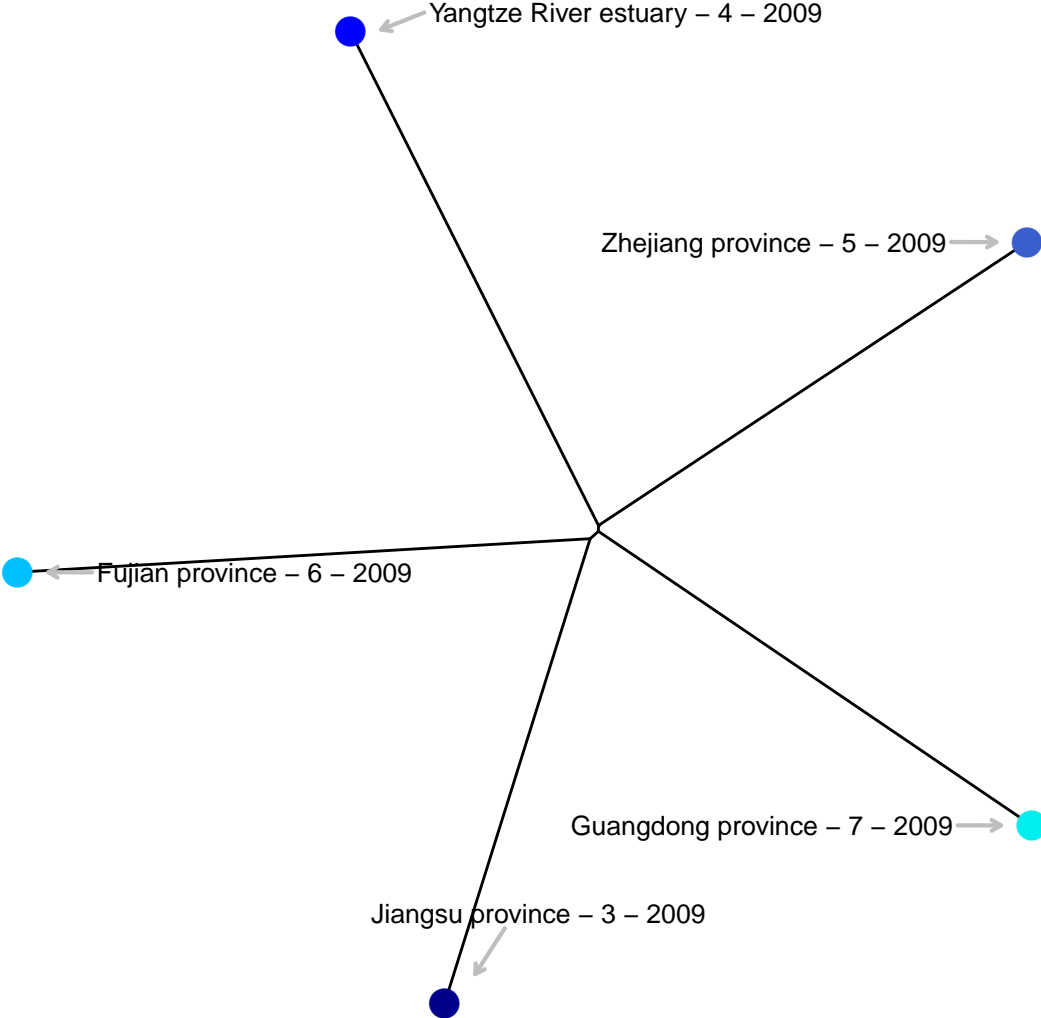 Yangtze River estuary – 4 – 2009
Zhejiang province – 5 – 2009
Fujian province – 6 – 2009
Guangdong province – 7 – 2009
Jiangsu province – 3 – 2009